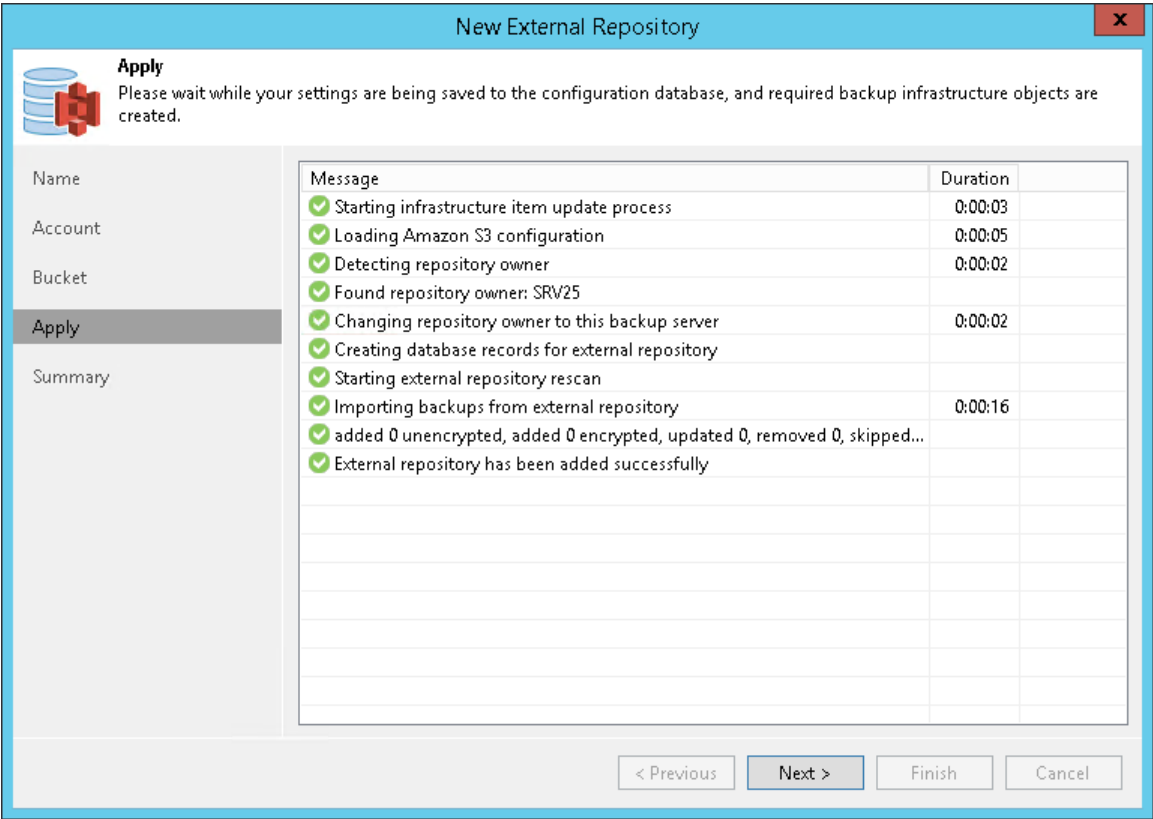 New External Repository
x
Apply
Please wait while your settings are being saved to the configuration database, and required backup infrastructure objects are
created.
Name
Account
Bucket
Apply
Summary
Message Duration
Starting infrastructure item update process 0:00:03
Loading Amazon S3 configuration 0:00:05
Detecting repository owner 0:00:02
Found repository owner: SRV25
Changing repository owner to this backup server 0:00:02
Creating database records for external repository
Starting external repository rescan
Importing backups from external repository 0:00:16
added 0 unencrypted, added 0 encrypted, updated 0, removed 0, skipped...
External repository has been added successfully
< Previous Next > Finish Cancel